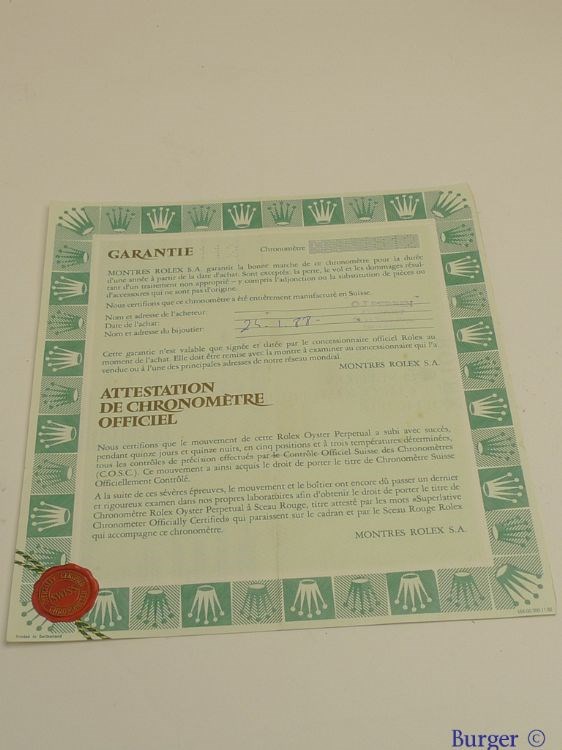 GARANTIE
Chronomètre
MONTRES ROLEX S.A. garantit la bonne marche de ce chronomètre pour la durée
d'une année à partir de la date d'achat. Sont exceptés: la perte, le vol et les dommages résul-
tant d'un traitement non approprié – y compris l'adjonction ou la substitution de pièces ou
d'accessoires qui ne sont pas d'origine.
Nous certifions que ce chronomètre a été entièrement manufacturé en Suisse.
Nom et adresse de l'acheteur:
Date de l'achat:
Nom et adresse du bijoutier:
Cette garantie n'est valable que signée et datée par le concessionnaire officiel Rolex au
moment de l'achat. Elle doit être remise avec la montre à examiner au concessionnaire qui l'a
vendue ou à l'une des principales adresses de notre réseau mondial.
MONTRES ROLEX S.A.
ATTESTATION
DE CHRONOMÈTRE
OFFICIEL
Nous certifions que le mouvement de cette Rolex Oyster Perpetual a subi avec succès,
pendant quinze jours et quinze nuits, en cinq positions et à trois températures déterminées,
tous les contrôles de précision effectués par le Contrôle Officiel Suisse des Chronomètres
(C.O.S.C.). Ce mouvement a ainsi acquis le droit de porter le titre de Chronomètre Suisse
Officiellement Contrôlé.
A la suite de ces sévères épreuves, le mouvement et le boîtier ont encore dû passer un dernier
et rigoureux examen dans nos propres laboratoires afin d'obtenir le droit de porter le titre de
Chronomètre Rolex Oyster Perpetual à Sceau Rouge, titre attesté par les mots «Superlative
Chronometer Officially Certified» qui paraissent sur le cadran et par le Sceau Rouge Rolex
qui accompagne ce chronomètre.
MONTRES ROLEX S.A.
Printed in Switzerland
Burger ©